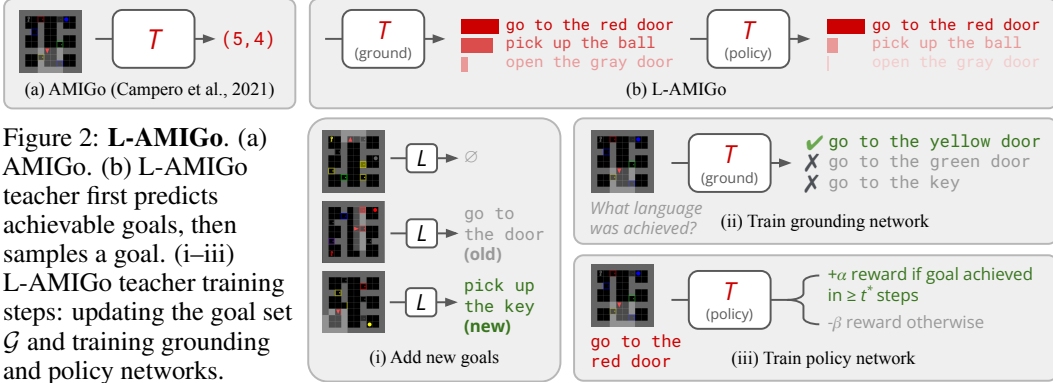 T
(5,4)
(a) AMIGo (Campero et al., 2021)
T
(ground)
go to the red door
pick up the ball
open the gray door
T
(policy)
go to the red door
pick up the ball
open the gray door
(b) L-AMIGo
Figure 2: L-AMIGo. (a)
AMIGo. (b) L-AMIGo
teacher first predicts
achievable goals, then
samples a goal. (i–iii)
L-AMIGo teacher training
steps: updating the goal set
𝒢 and training grounding
and policy networks.
L
∅
L
go to
the door
(old)
L
pick up
the key
(new)
(i) Add new goals
What language
was achieved?
T
(ground)
✔ go to the yellow door
✗ go to the green door
✗ go to the key
(ii) Train grounding network
go to the
red door
T
(policy)
+α reward if goal achieved
in ≥ t* steps
-β reward otherwise
(iii) Train policy network